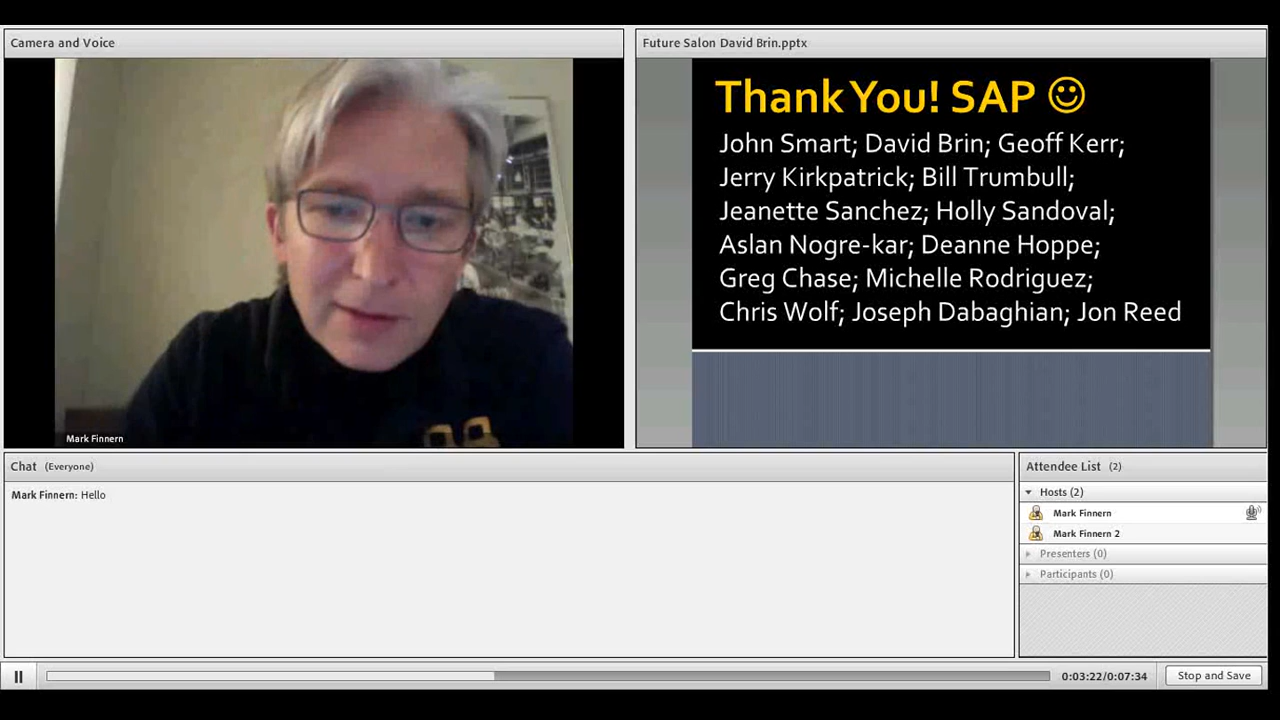 Camera and Voice
Mark Finnern
Future Salon David Brin.pptx
Thank You! SAP ☺
John Smart; David Brin; Geoff Kerr;
Jerry Kirkpatrick; Bill Trumbull;
Jeanette Sanchez; Holly Sandoval;
Aslan Nogre-kar; Deanne Hoppe;
Greg Chase; Michelle Rodriguez;
Chris Wolf; Joseph Dabaghian; Jon Reed
Chat (Everyone)
Mark Finnern: Hello
Attendee List (2)
Hosts (2)
Mark Finnern
Mark Finnern 2
Presenters (0)
Participants (0)
0:03:22/0:07:34
Stop and Save